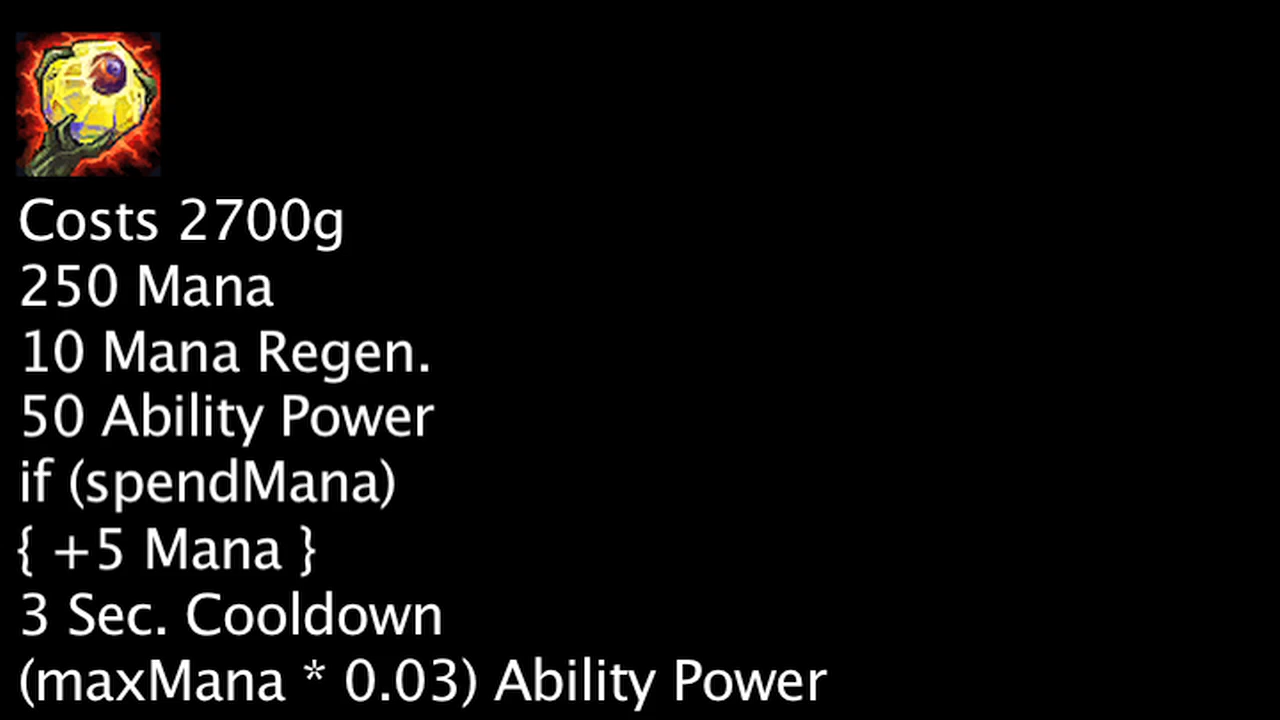 Costs 2700g
250 Mana
10 Mana Regen.
50 Ability Power
if (spendMana)
{ +5 Mana }
3 Sec. Cooldown
(maxMana * 0.03) Ability Power